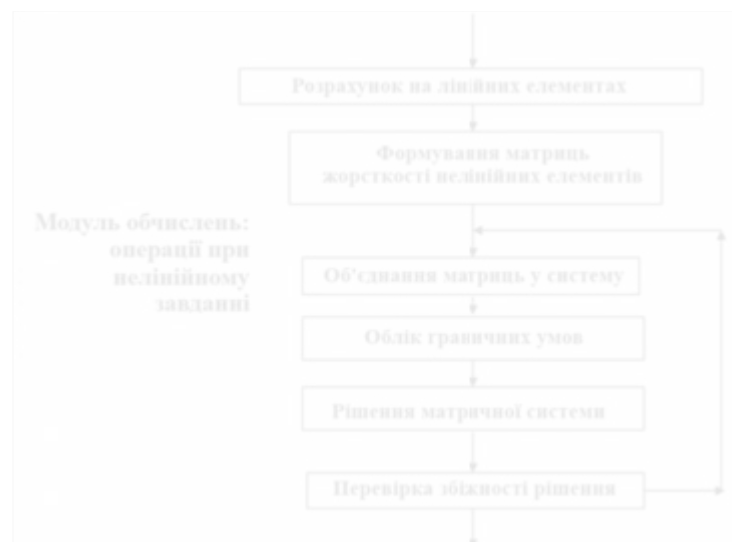 Розрахунок на лінійних елементах
Формування матриць
жорсткості нелінійних елементів
Модуль обчислень:
операції при
нелінійному
завданні
Об'єднання матриць у систему
Облік граничних умов
Рішення матричної системи
Перевірка збіжності рішення